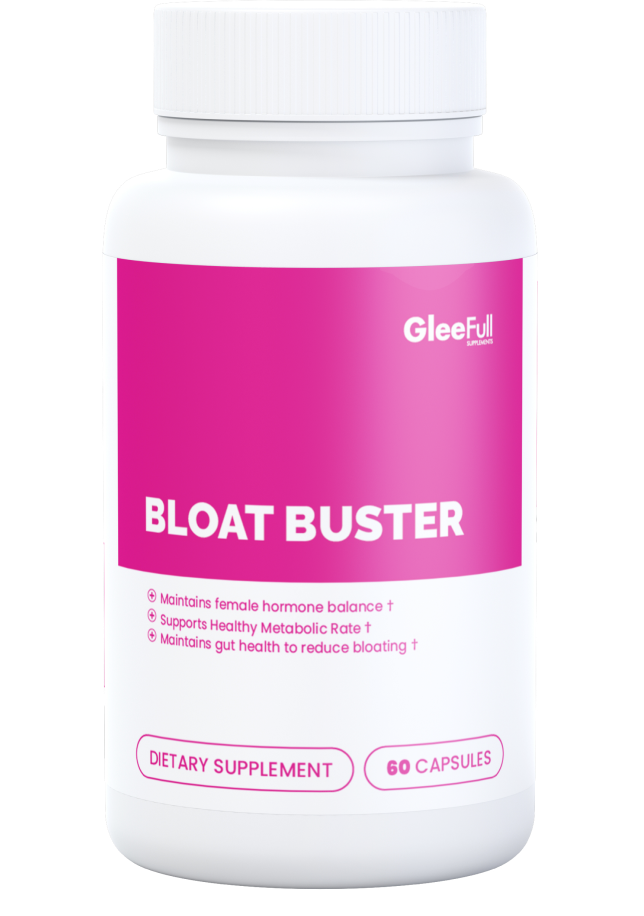 GleeFull
SUPPLEMENTS
BLOAT BUSTER
Maintains female hormone balance †
Supports Healthy Metabolic Rate †
Maintains gut health to reduce bloating †
DIETARY SUPPLEMENT
60 CAPSULES